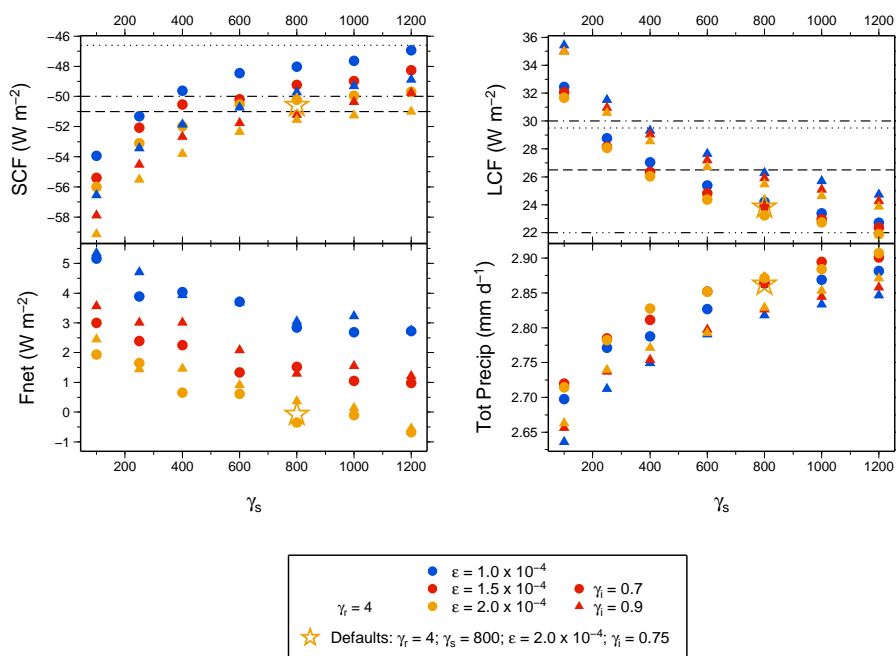 200 400 600 800 1000 1200
−46
−48
−50
−52
−54
−56
−58
SCF (W m⁻²)
5
4
3
2
1
0
−1
Fnet (W m⁻²)
200 400 600 800 1000 1200
γₛ
200 400 600 800 1000 1200
36
34
32
30
28
26
24
22
LCF (W m⁻²)
2.90
2.85
2.80
2.75
2.70
2.65
Tot Precip (mm d⁻¹)
200 400 600 800 1000 1200
γₛ
ε = 1.0 x 10⁻⁴
ε = 1.5 x 10⁻⁴ γᵢ = 0.7
γᵣ = 4 ε = 2.0 x 10⁻⁴ γᵢ = 0.9
Defaults: γᵣ = 4; γₛ = 800; ε = 2.0 x 10⁻⁴; γᵢ = 0.75